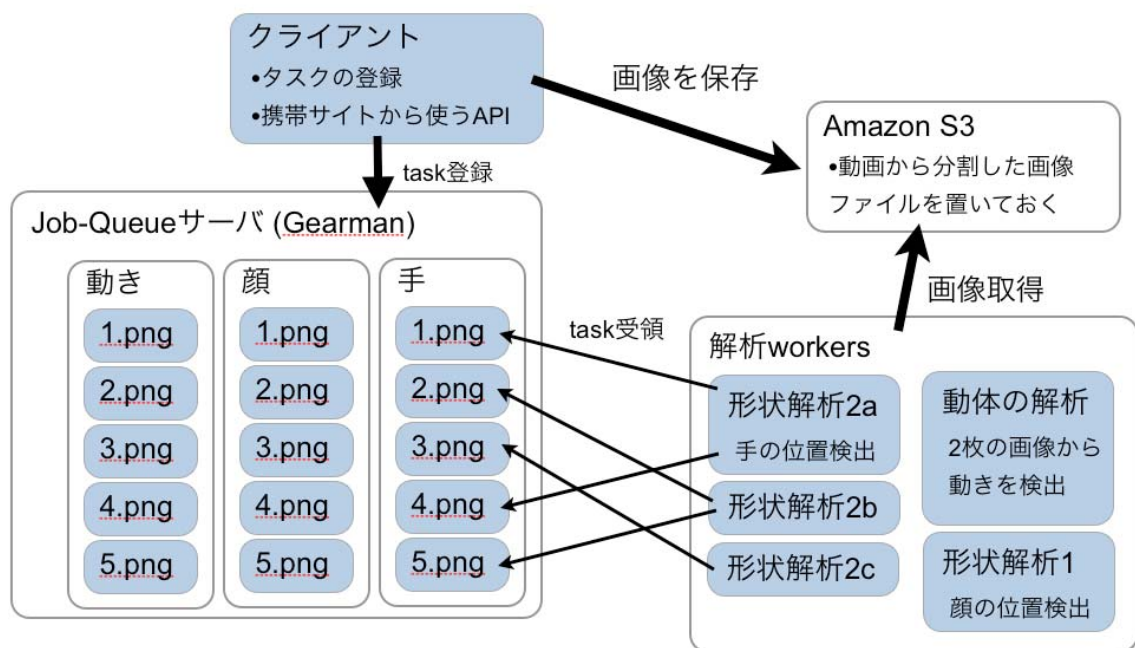 クライアント
•タスクの登録
•携帯サイトから使うAPI
画像を保存
Amazon S3
•動画から分割した画像
ファイルを置いておく
task登録
Job-Queueサーバ (Gearman)
動き
1.png
2.png
3.png
4.png
5.png
顔
1.png
2.png
3.png
4.png
5.png
手
1.png
2.png
3.png
4.png
5.png
task受領
画像取得
解析workers
形状解析2a
手の位置検出
形状解析2b
形状解析2c
動体の解析
2枚の画像から
動きを検出
形状解析1
顔の位置検出